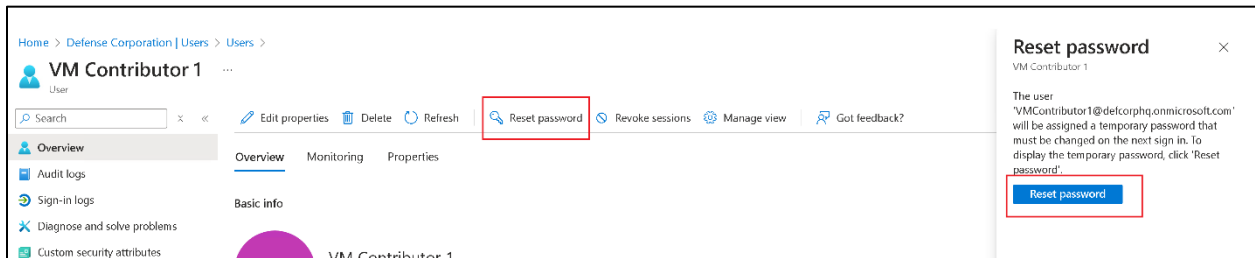 Home > Defense Corporation | Users > Users >
VM Contributor 1 ...
User
Search
Edit properties Delete Refresh Reset password Revoke sessions Manage view Got feedback?
Overview
Audit logs
Sign-in logs
Diagnose and solve problems
Custom security attributes
Overview Monitoring Properties
Basic info
VM Contributor 1
Reset password
VM Contributor 1
The user
'VMContributor1@defcorphq.onmicrosoft.com'
will be assigned a temporary password that
must be changed on the next sign in. To
display the temporary password, click 'Reset
password'.
Reset password